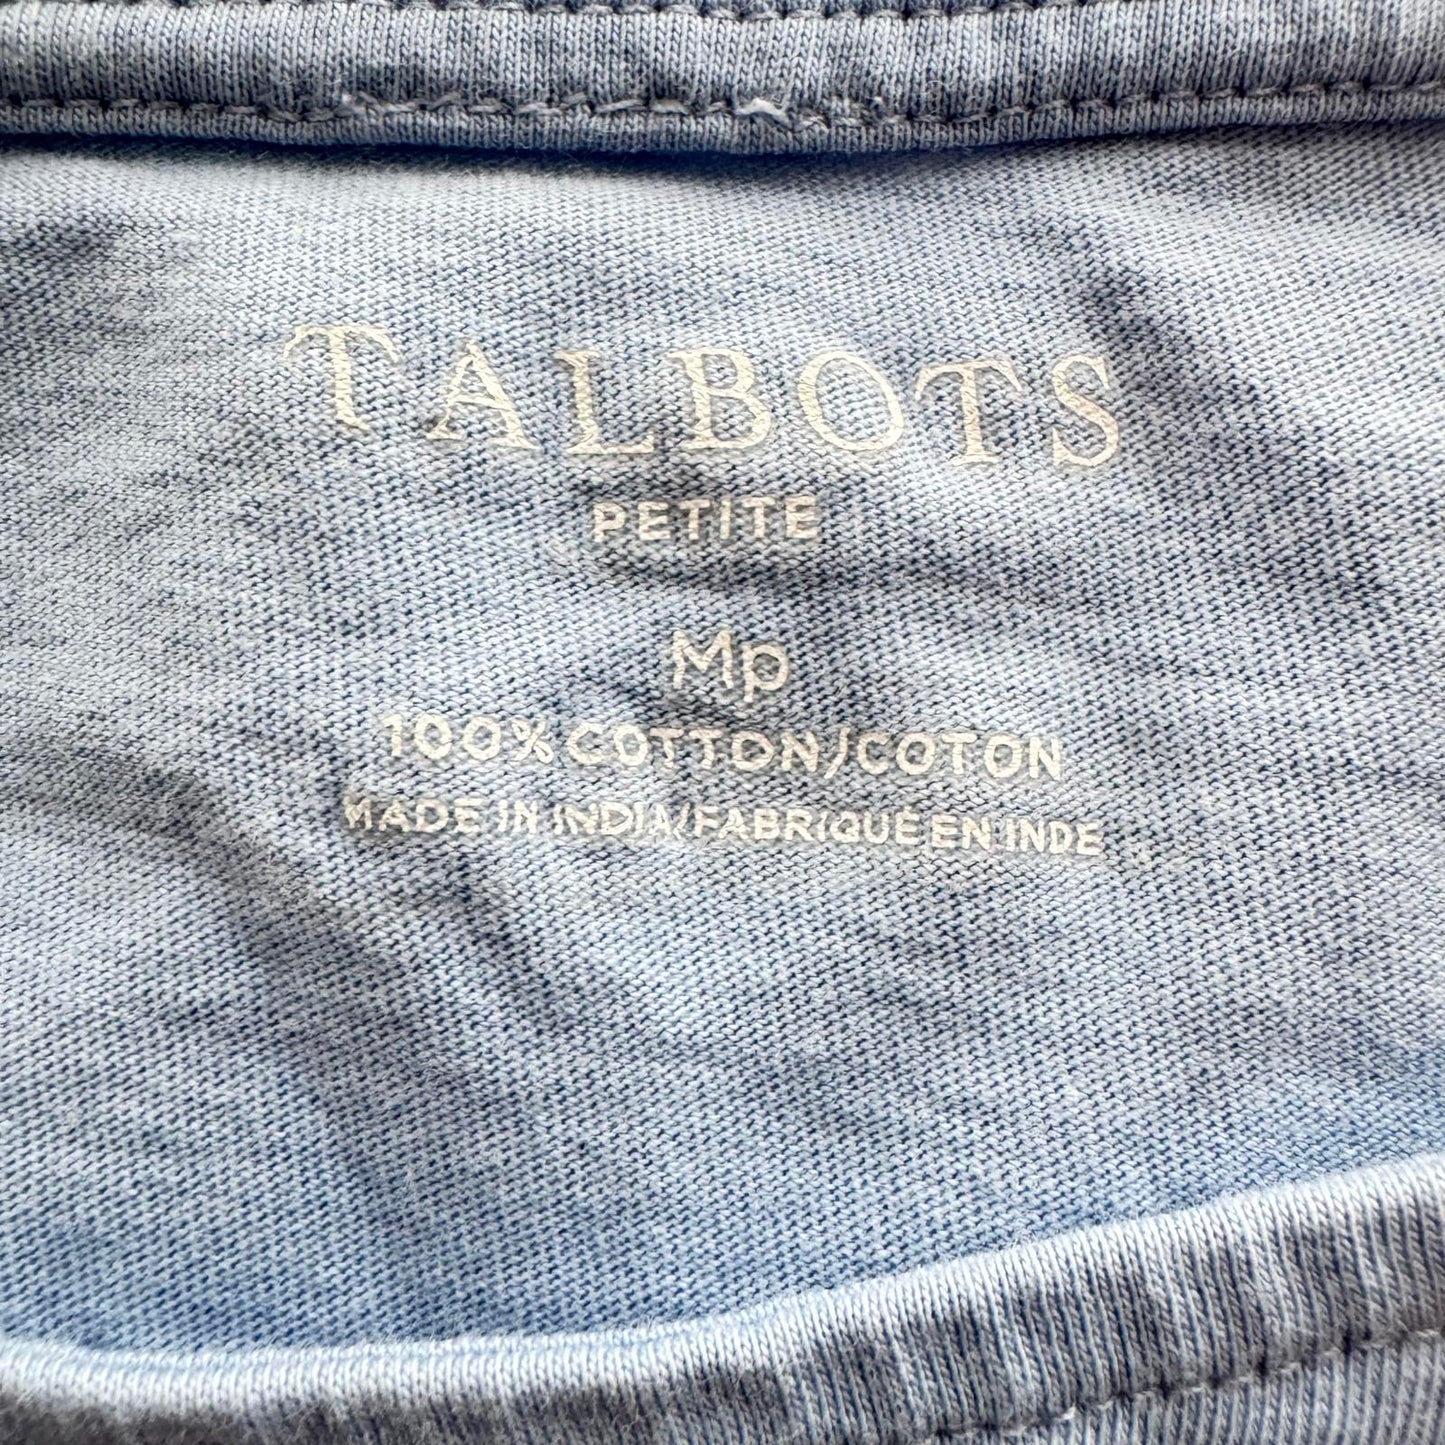 TALBOTS
PETITE
Mp
100% COTTON/COTON
MADE IN INDIA/FABRIQUÉ EN INDE